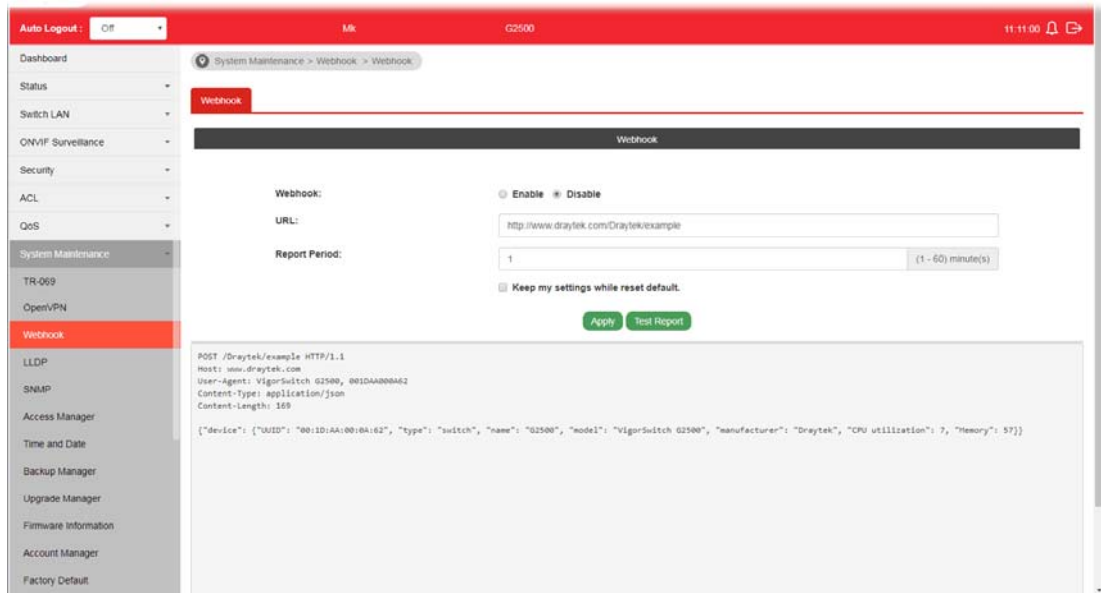 Auto Logout : Off Mk G2500 11:11:00
Dashboard
Status
Switch LAN
ONVIF Surveillance
Security
ACL
QoS
System Maintenance
TR-069
OpenVPN
Webhook
LLDP
SNMP
Access Manager
Time and Date
Backup Manager
Upgrade Manager
Firmware Information
Account Manager
Factory Default
System Maintenance > Webhook > Webhook
Webhook
Webhook
Webhook: Enable Disable
URL: http://www.draytek.com/Draytek/example
Report Period: 1 (1 - 60) minute(s)
Keep my settings while reset default.
Apply Test Report
POST /Draytek/example HTTP/1.1
Host: www.draytek.com
User-Agent: VigorSwitch G2500, 001DAA000A62
Content-Type: application/json
Content-Length: 169
{"device": {"UUID": "00:1D:AA:00:0A:62", "type": "switch", "name": "G2500", "model": "VigorSwitch G2500", "manufacturer": "Draytek", "CPU utilization": 7, "Memory": 57}}